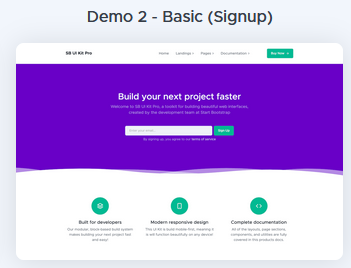 Demo 2 - Basic (Signup)
SB UI Kit Pro
Home Landings Pages Documentation Buy Now
Build your next project faster
Welcome to SB UI Kit Pro, a toolkit for building beautiful web interfaces,
created by the development team at Start Bootstrap
Enter your email... Sign Up
By signing up, you agree to our terms of service
Built for developers
Our modular, block-based build system
makes building your next project fast
and easy!
Modern responsive design
This UI Kit is build mobile-first, meaning it
will function beautifully on any device!
Complete documentation
All of the layouts, page sections,
components, and utilities are fully
covered in this products docs.